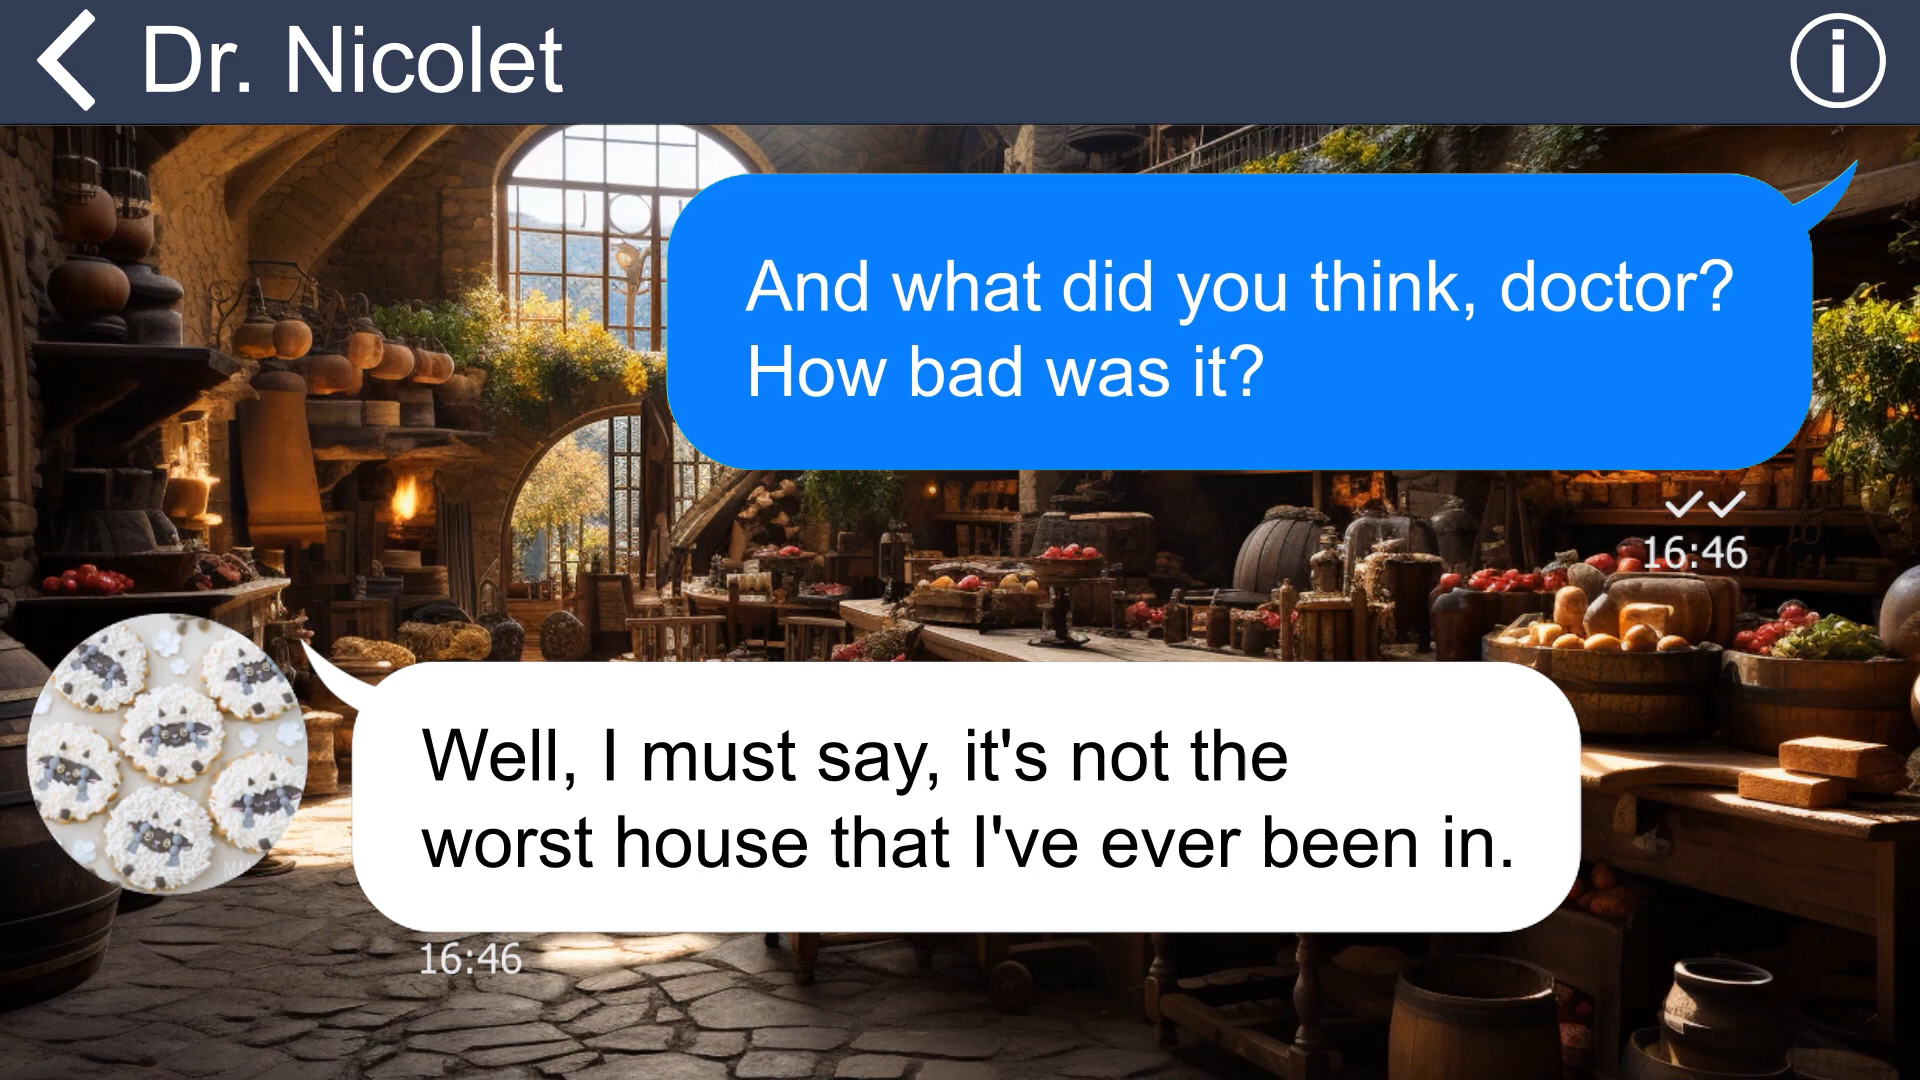 Dr. Nicolet
And what did you think, doctor?
How bad was it?
16:46
Well, I must say, it's not the
worst house that I've ever been in.
16:46